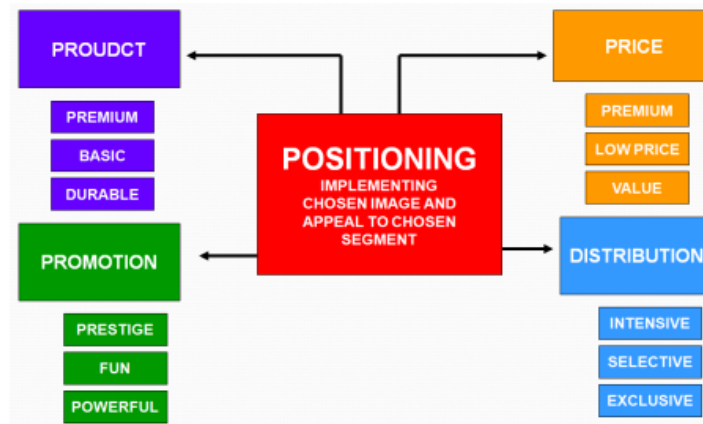 PROUDCT
PREMIUM
BASIC
DURABLE
PRICE
PREMIUM
LOW PRICE
VALUE
POSITIONING
IMPLEMENTING
CHOSEN IMAGE AND
APPEAL TO CHOSEN
SEGMENT
PROMOTION
PRESTIGE
FUN
POWERFUL
DISTRIBUTION
INTENSIVE
SELECTIVE
EXCLUSIVE